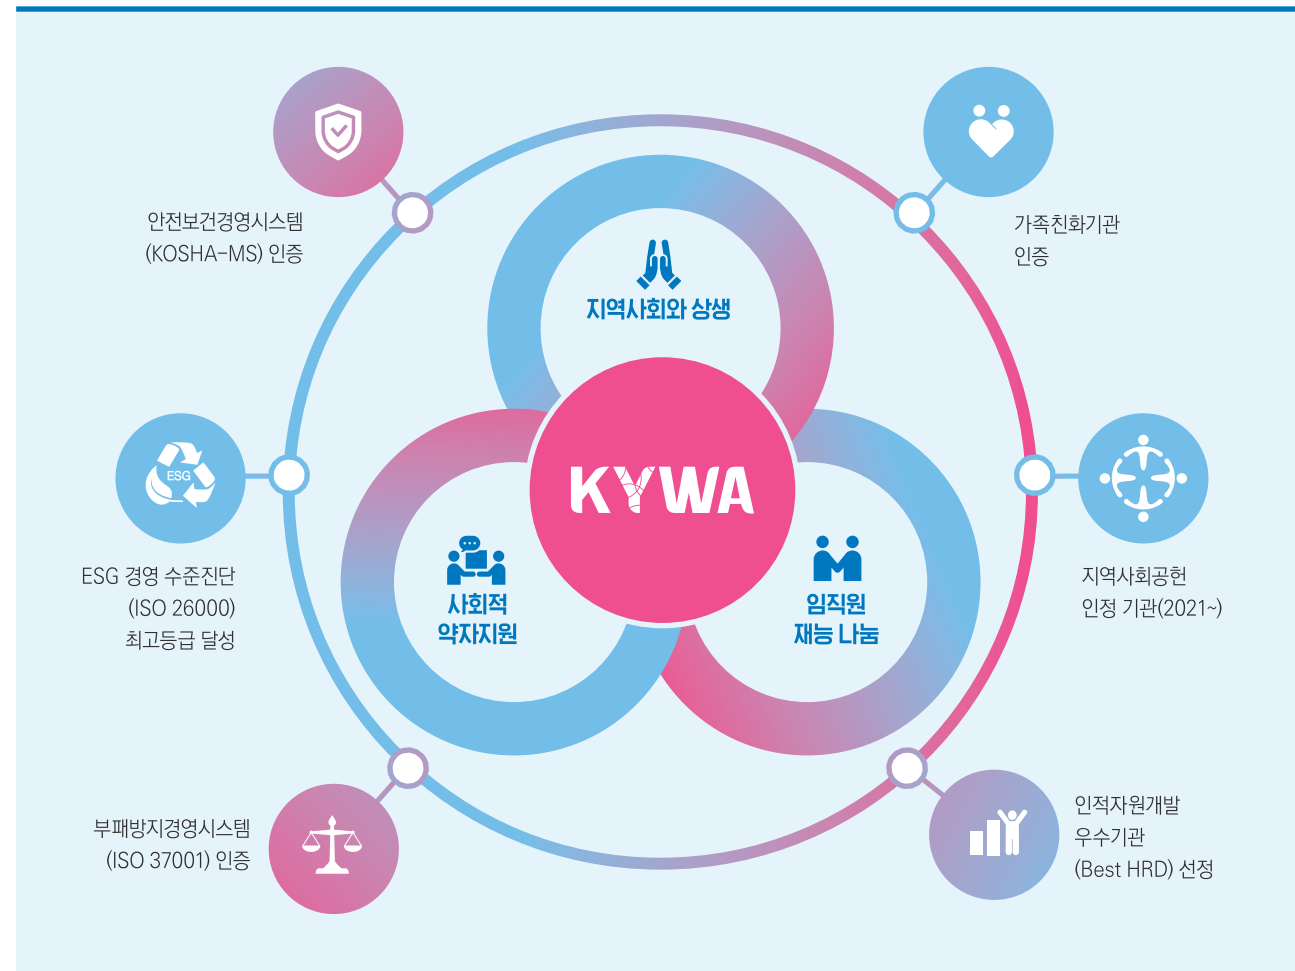 안전보건경영시스템
(KOSHA-MS) 인증
가족친화기관
인증
지역사회와 상생
KYWA
ESG
사회적
약자지원
임직원
재능 나눔
ESG 경영 수준진단
(ISO 26000)
최고등급 달성
지역사회공헌
인정 기관(2021~)
부패방지경영시스템
(ISO 37001) 인증
인적자원개발
우수기관
(Best HRD) 선정